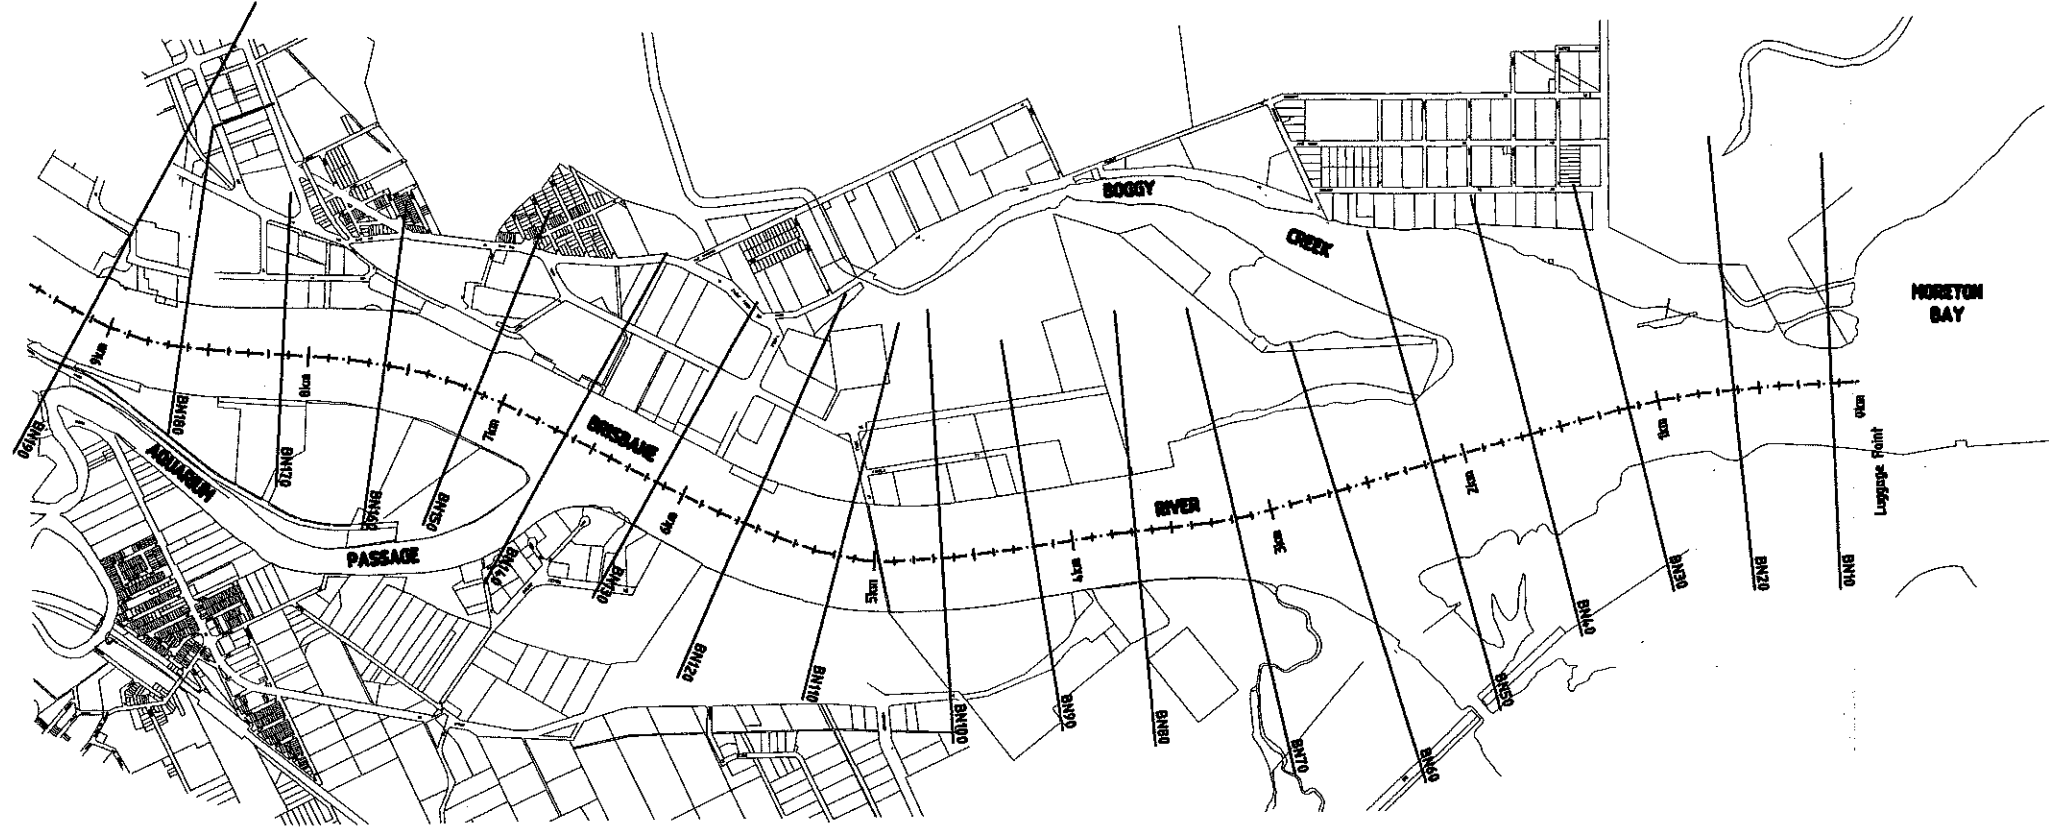 BOGGY
CREEK
MORETON
BAY
BRISBANE
RIVER
AQUARIUM
PASSAGE
Luggage Point
0km
1km
2km
3km
4km
5km
6km
7km
8km
9km
BN10
BN20
BN30
BN40
BN50
BN60
BN70
BN80
BN90
BN100
BN110
BN120
BN130
BN140
BN150
BN160
BN170
BN180
BN190